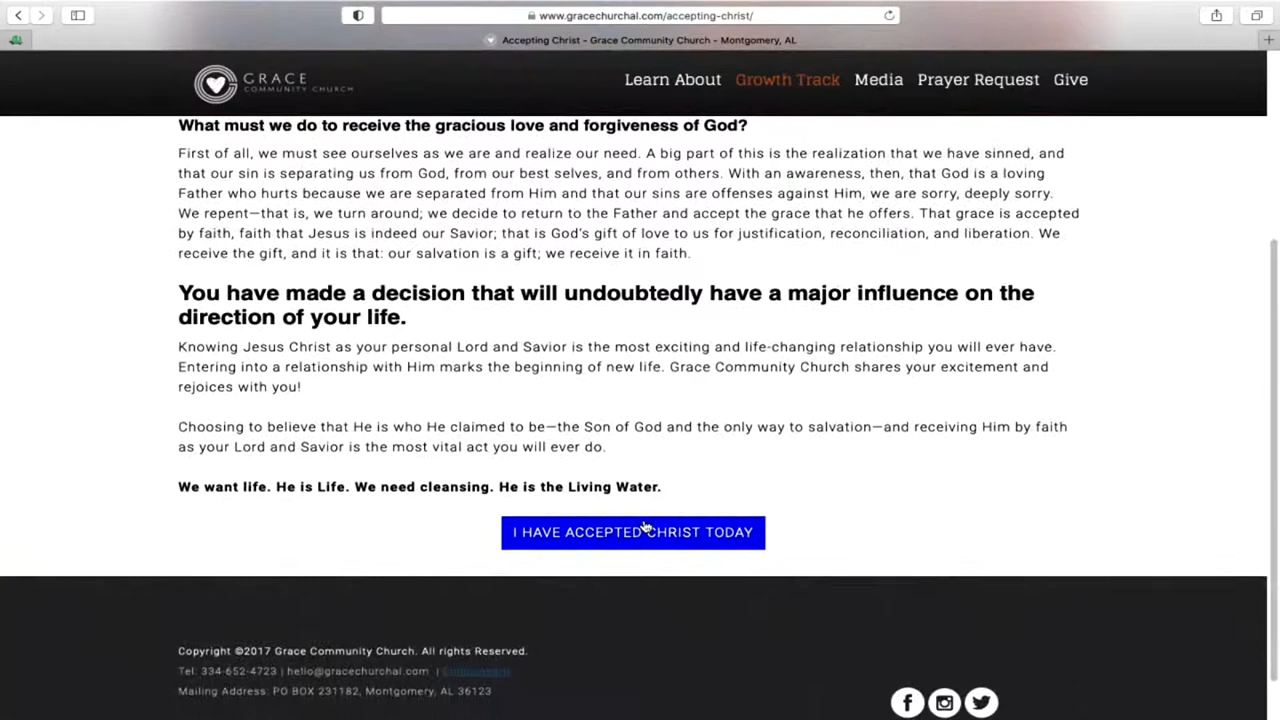 www.gracechurchal.com/accepting-christ/
Accepting Christ – Grace Community Church – Montgomery, AL
GRACE
COMMUNITY CHURCH
Learn About Growth Track Media Prayer Request Give
What must we do to receive the gracious love and forgiveness of God?
First of all, we must see ourselves as we are and realize our need. A big part of this is the realization that we have sinned, and
that our sin is separating us from God, from our best selves, and from others. With an awareness, then, that God is a loving
Father who hurts because we are separated from Him and that our sins are offenses against Him, we are sorry, deeply sorry.
We repent—that is, we turn around; we decide to return to the Father and accept the grace that he offers. That grace is accepted
by faith, faith that Jesus is indeed our Savior; that is God's gift of love to us for justification, reconciliation, and liberation. We
receive the gift, and it is that: our salvation is a gift; we receive it in faith.
You have made a decision that will undoubtedly have a major influence on the
direction of your life.
Knowing Jesus Christ as your personal Lord and Savior is the most exciting and life-changing relationship you will ever have.
Entering into a relationship with Him marks the beginning of new life. Grace Community Church shares your excitement and
rejoices with you!
Choosing to believe that He is who He claimed to be—the Son of God and the only way to salvation—and receiving Him by faith
as your Lord and Savior is the most vital act you will ever do.
We want life. He is Life. We need cleansing. He is the Living Water.
I HAVE ACCEPTED CHRIST TODAY
Copyright ©2017 Grace Community Church. All rights Reserved.
Tel: 334-652-4723 | hello@gracechurchal.com |
Mailing Address: PO BOX 231182, Montgomery, AL 36123